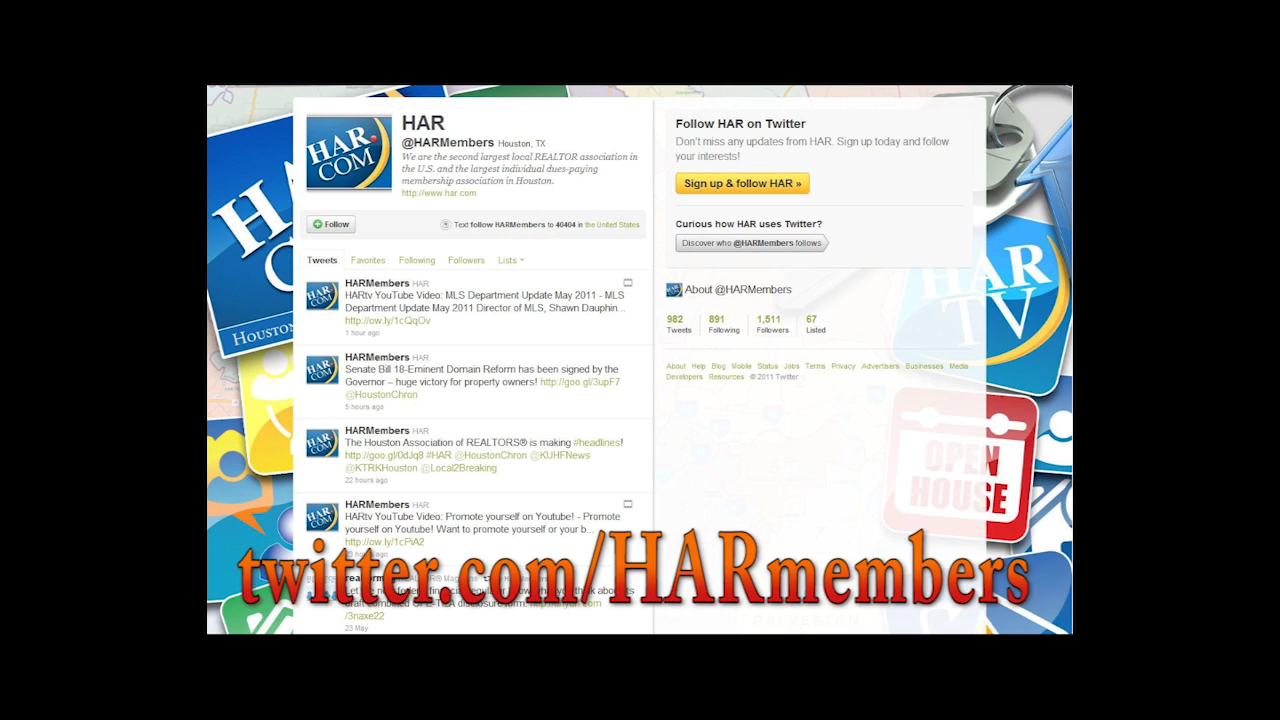 HAR
@HARMembers Houston, TX
We are the second largest local REALTOR association in
the U.S. and the largest individual dues-paying
membership association in Houston.
http://www.har.com
HAR.
COM
Follow
Text follow HARMembers to 40404 in the United States
Tweets Favorites Following Followers Lists
HARMembers HAR
HARtv YouTube Video: MLS Department Update May 2011 - MLS
Department Update May 2011 Director of MLS, Shawn Dauphin...
http://ow.ly/1cQqOv
1 hour ago
HARMembers HAR
Senate Bill 18-Eminent Domain Reform has been signed by the
Governor – huge victory for property owners! http://goo.gl/3upF7
@HoustonChron
5 hours ago
HARMembers HAR
The Houston Association of REALTORS® is making #headlines!
http://goo.gl/0dJq8 #HAR @HoustonChron @KUHFNews
@KTRKHouston @Local2Breaking
22 hours ago
HARMembers HAR
HARtv YouTube Video: Promote yourself on Youtube! - Promote
yourself on Youtube! Want to promote yourself or your b...
http://ow.ly/1cPiA2
/3naxe22
23 May
Follow HAR on Twitter
Don't miss any updates from HAR. Sign up today and follow
your interests!
Sign up & follow HAR »
Curious how HAR uses Twitter?
Discover who @HARMembers follows
About @HARMembers
982 891 1,511 67
Tweets Following Followers Listed
About Help Blog Mobile Status Jobs Terms Privacy Advertisers Businesses Media
Developers Resources © 2011 Twitter
HAR
TV
OPEN
HOUSE
Houston
twitter.com/HARmembers